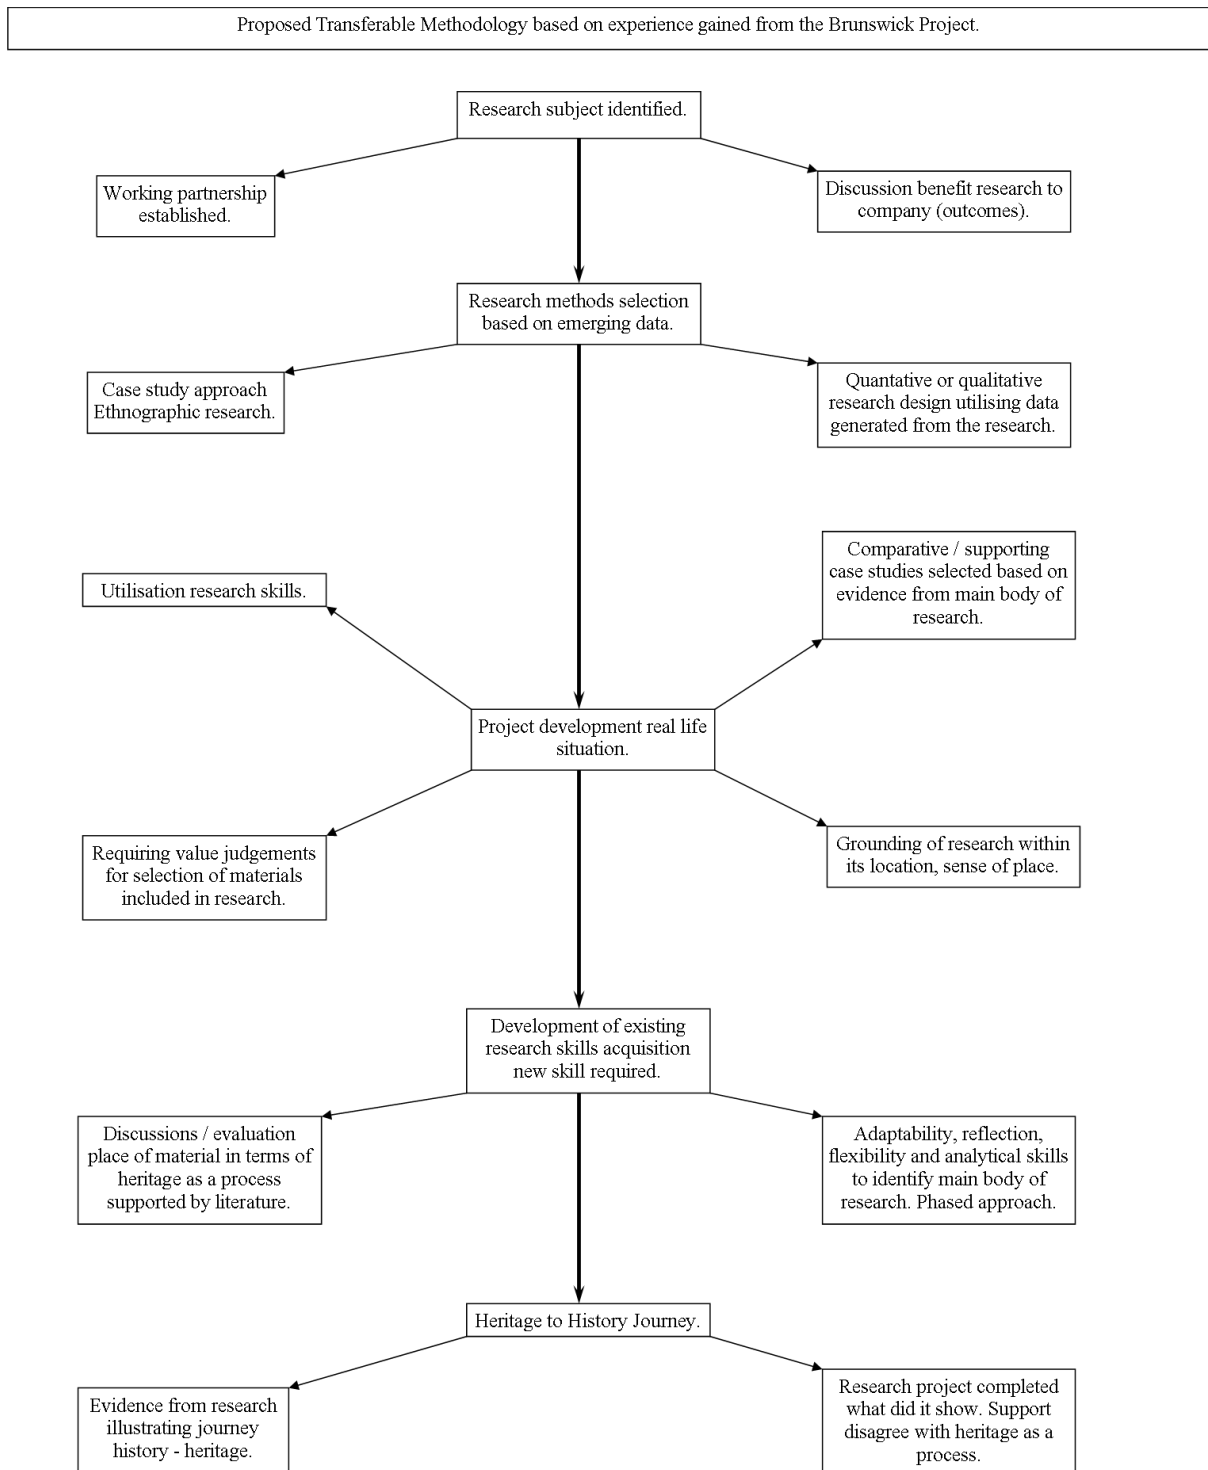 Proposed Transferable Methodology based on experience gained from the Brunswick Project.
Research subject identified.
Working partnership
established.
Discussion benefit research to
company (outcomes).
Research methods selection
based on emerging data.
Case study approach
Ethnographic research.
Quantative or qualitative
research design utilising data
generated from the research.
Utilisation research skills.
Comparative / supporting
case studies selected based on
evidence from main body of
research.
Project development real life
situation.
Requiring value judgements
for selection of materials
included in research.
Grounding of research within
its location, sense of place.
Development of existing
research skills acquisition
new skill required.
Discussions / evaluation
place of material in terms of
heritage as a process
supported by literature.
Adaptability, reflection,
flexibility and analytical skills
to identify main body of
research. Phased approach.
Heritage to History Journey.
Evidence from research
illustrating journey
history - heritage.
Research project completed
what did it show. Support
disagree with heritage as a
process.